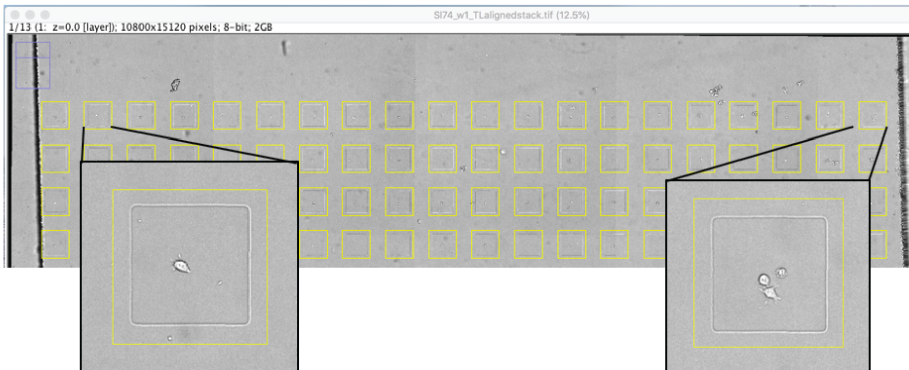 SI74_w1_TLalignedstack.tif (12.5%)
1/13 (1: z=0.0 [layer]); 10800x15120 pixels; 8-bit; 2GB